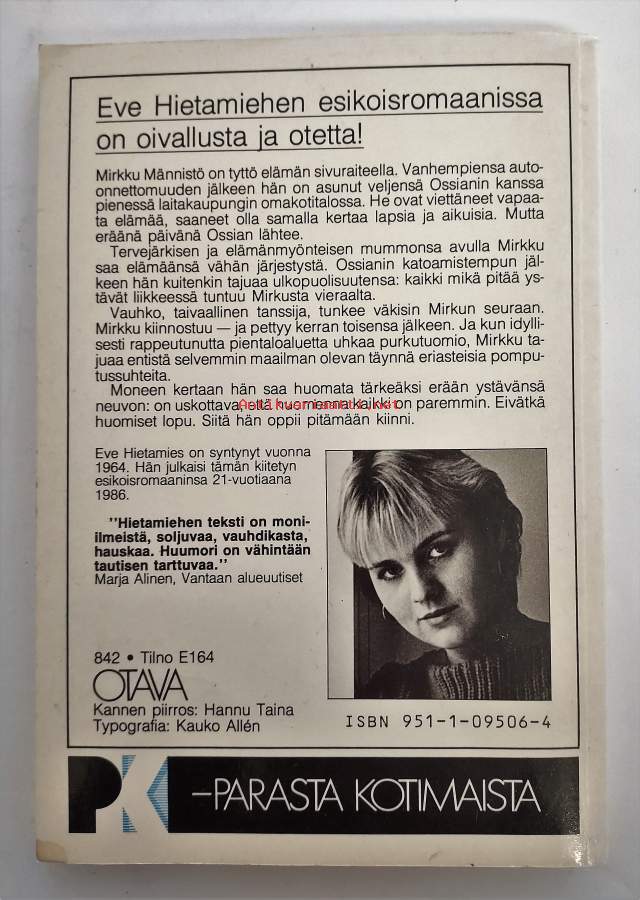 Eve Hietamiehen esikoisromaanissa
on oivallusta ja otetta!
Mirkku Männistö on tyttö elämän sivuraiteella. Vanhempiensa auto-
onnettomuuden jälkeen hän on asunut veljensä Ossianin kanssa
pienessä laitakaupungin omakotitalossa. He ovat viettäneet vapaa-
ta elämää, saaneet olla samalla kertaa lapsia ja aikuisia. Mutta
eräänä päivänä Ossian lähtee.
Tervejärkisen ja elämänmyönteisen mummonsa avulla Mirkku
saa elämäänsä vähän järjestystä. Ossianin katoamistempun jäl-
keen hän kuitenkin tajuaa ulkopuolisuutensa: kaikki mikä pitää ys-
tävät liikkeessä tuntuu Mirkusta vieraalta.
Vauhko, taivaallinen tanssija, tunkee väkisin Mirkun seuraan.
Mirkku kiinnostuu — ja pettyy kerran toisensa jälkeen. Ja kun idylli-
sesti rappeutunutta pientaloaluetta uhkaa purkutuomio, Mirkku ta-
juaa entistä selvemmin maailman olevan täynnä eriasteisia pompu-
tussuhteita.
Moneen kertaan hän saa huomata tärkeäksi erään ystävänsä
neuvon: on uskottava, että huomenna kaikki on paremmin. Eivätkä
huomiset lopu. Siitä hän oppii pitämään kiinni.
Antikvariaatti.net
Eve Hietamies on syntynyt vuonna
1964. Hän julkaisi tämän kiitetyn
esikoisromaaninsa 21-vuotiaana
1986.
"Hietamiehen teksti on moni-
ilmeistä, soljuvaa, vauhdikasta,
hauskaa. Huumori on vähintään
tautisen tarttuvaa."
Marja Alinen, Vantaan alueuutiset
842 • Tilno E164
OTAVA
Kannen piirros: Hannu Taina
Typografia: Kauko Allén
ISBN 951-1-09506-4
PK
–PARASTA KOTIMAISTA